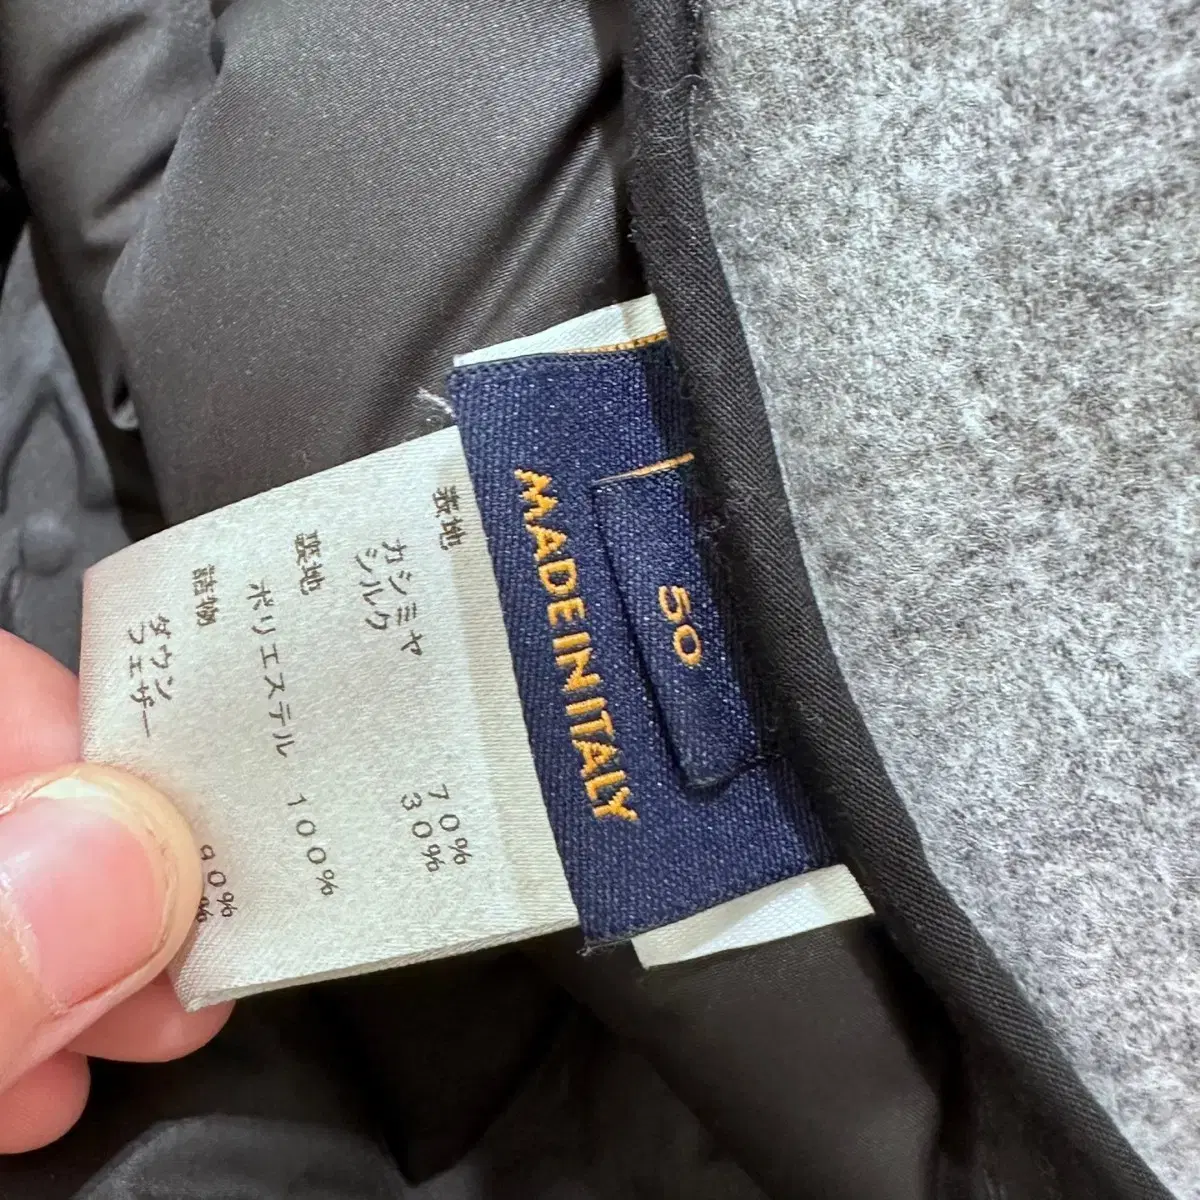 表地
カシミヤ 70%
シルク 30%
裏地
ポリエステル 100%
詰物
ダウン 90%
フェザー
MADE IN ITALY
50